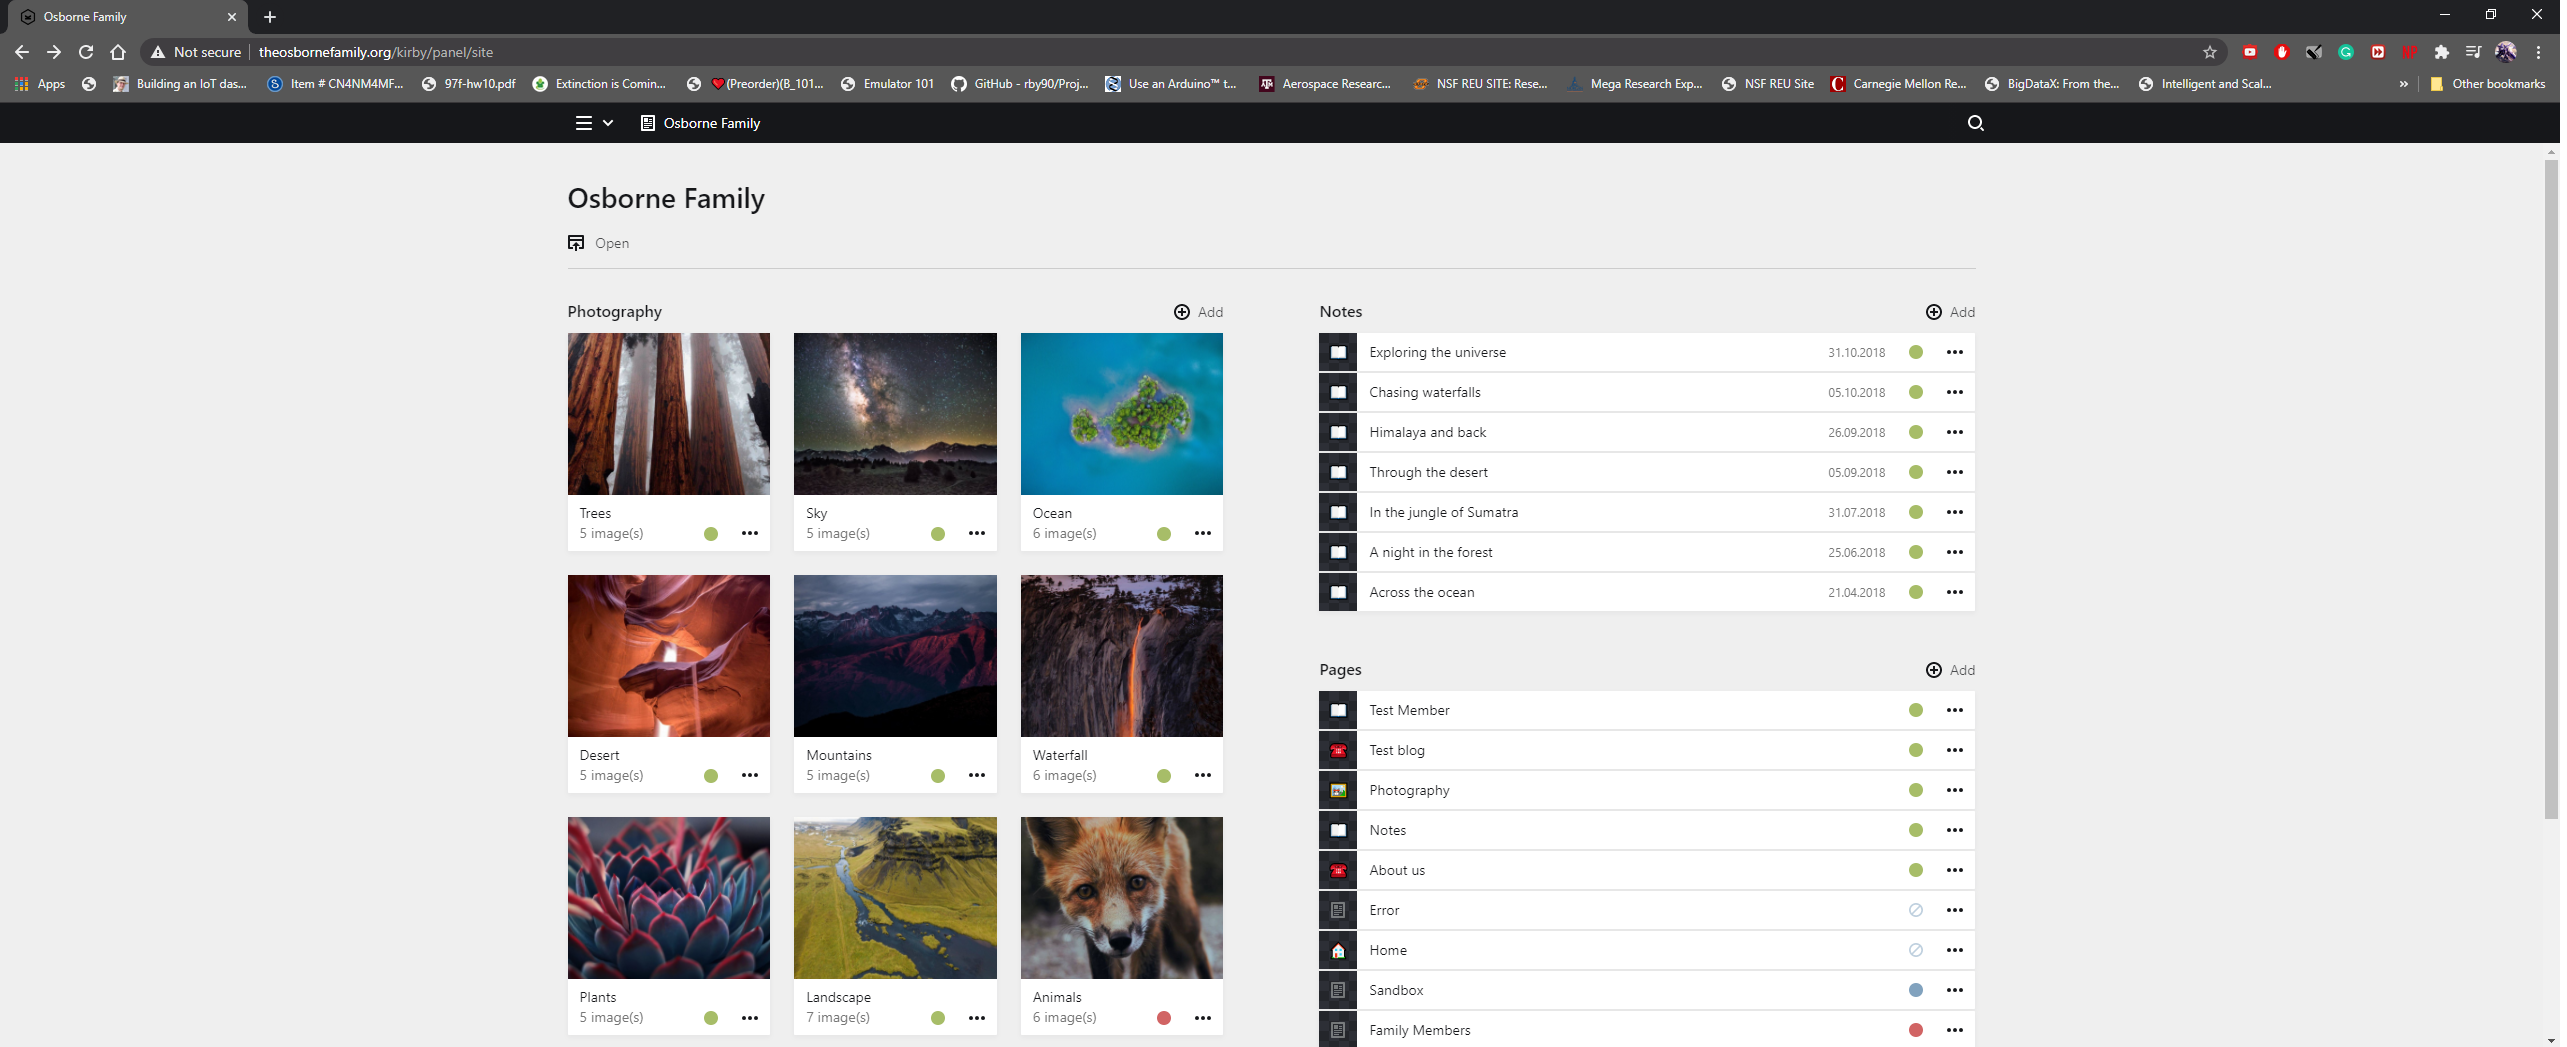 Osborne Family
Not secure theosbornefamily.org/kirby/panel/site
Apps Building an IoT das... Item # CN4NM4MF... 97f-hw10.pdf Extinction is Comin... (Preorder)(B_101... Emulator 101 GitHub - rby90/Proj... Use an Arduino™ t... Aerospace Researc... NSF REU SITE: Rese... Mega Research Exp... NSF REU Site Carnegie Mellon Re... BigDataX: From the... Intelligent and Scal... » Other bookmarks
Osborne Family
Osborne Family
Open
Photography Add
Trees
5 image(s)
Sky
5 image(s)
Ocean
6 image(s)
Desert
5 image(s)
Mountains
5 image(s)
Waterfall
6 image(s)
Plants
5 image(s)
Landscape
7 image(s)
Animals
6 image(s)
Notes Add
Exploring the universe 31.10.2018
Chasing waterfalls 05.10.2018
Himalaya and back 26.09.2018
Through the desert 05.09.2018
In the jungle of Sumatra 31.07.2018
A night in the forest 25.06.2018
Across the ocean 21.04.2018
Pages Add
Test Member
Test blog
Photography
Notes
About us
Error
Home
Sandbox
Family Members